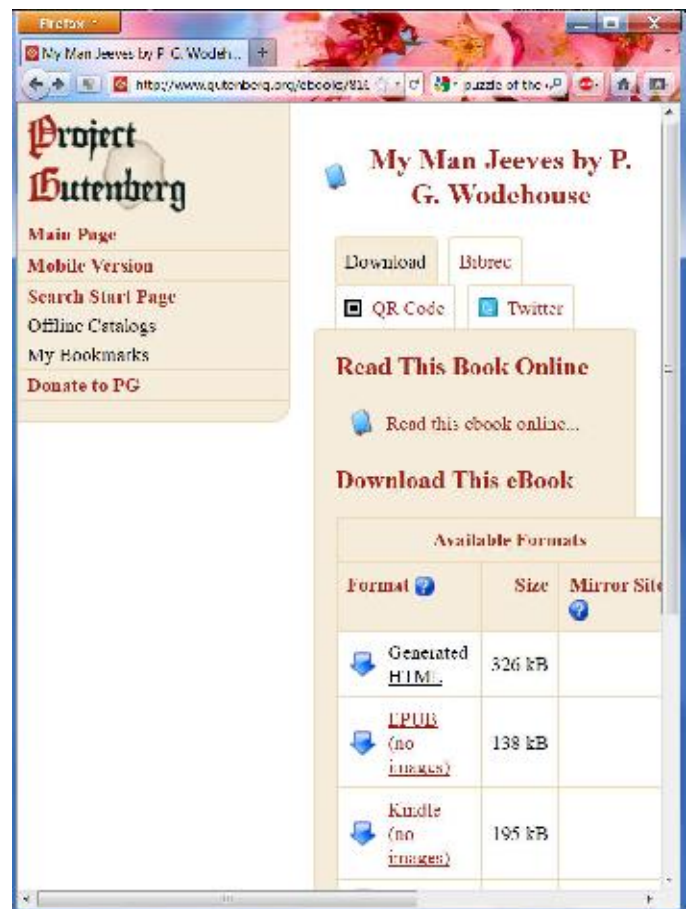 Firefox
My Man Jeeves by P. G. Wodeh...
http://www.gutenberg.org/ebooks/816
puzzle of the
Project
Gutenberg
Main Page
Mobile Version
Search Start Page
Offline Catalogs
My Bookmarks
Donate to PG
My Man Jeeves by P.
G. Wodehouse
Download Bibrec
QR Code Twitter
Read This Book Online
Read this ebook online...
Download This eBook
Available Formats
Format ? Size Mirror Site
?
Generated
HTML
326 kB
EPUB
(no
images)
138 kB
Kindle
(no
images)
195 kB